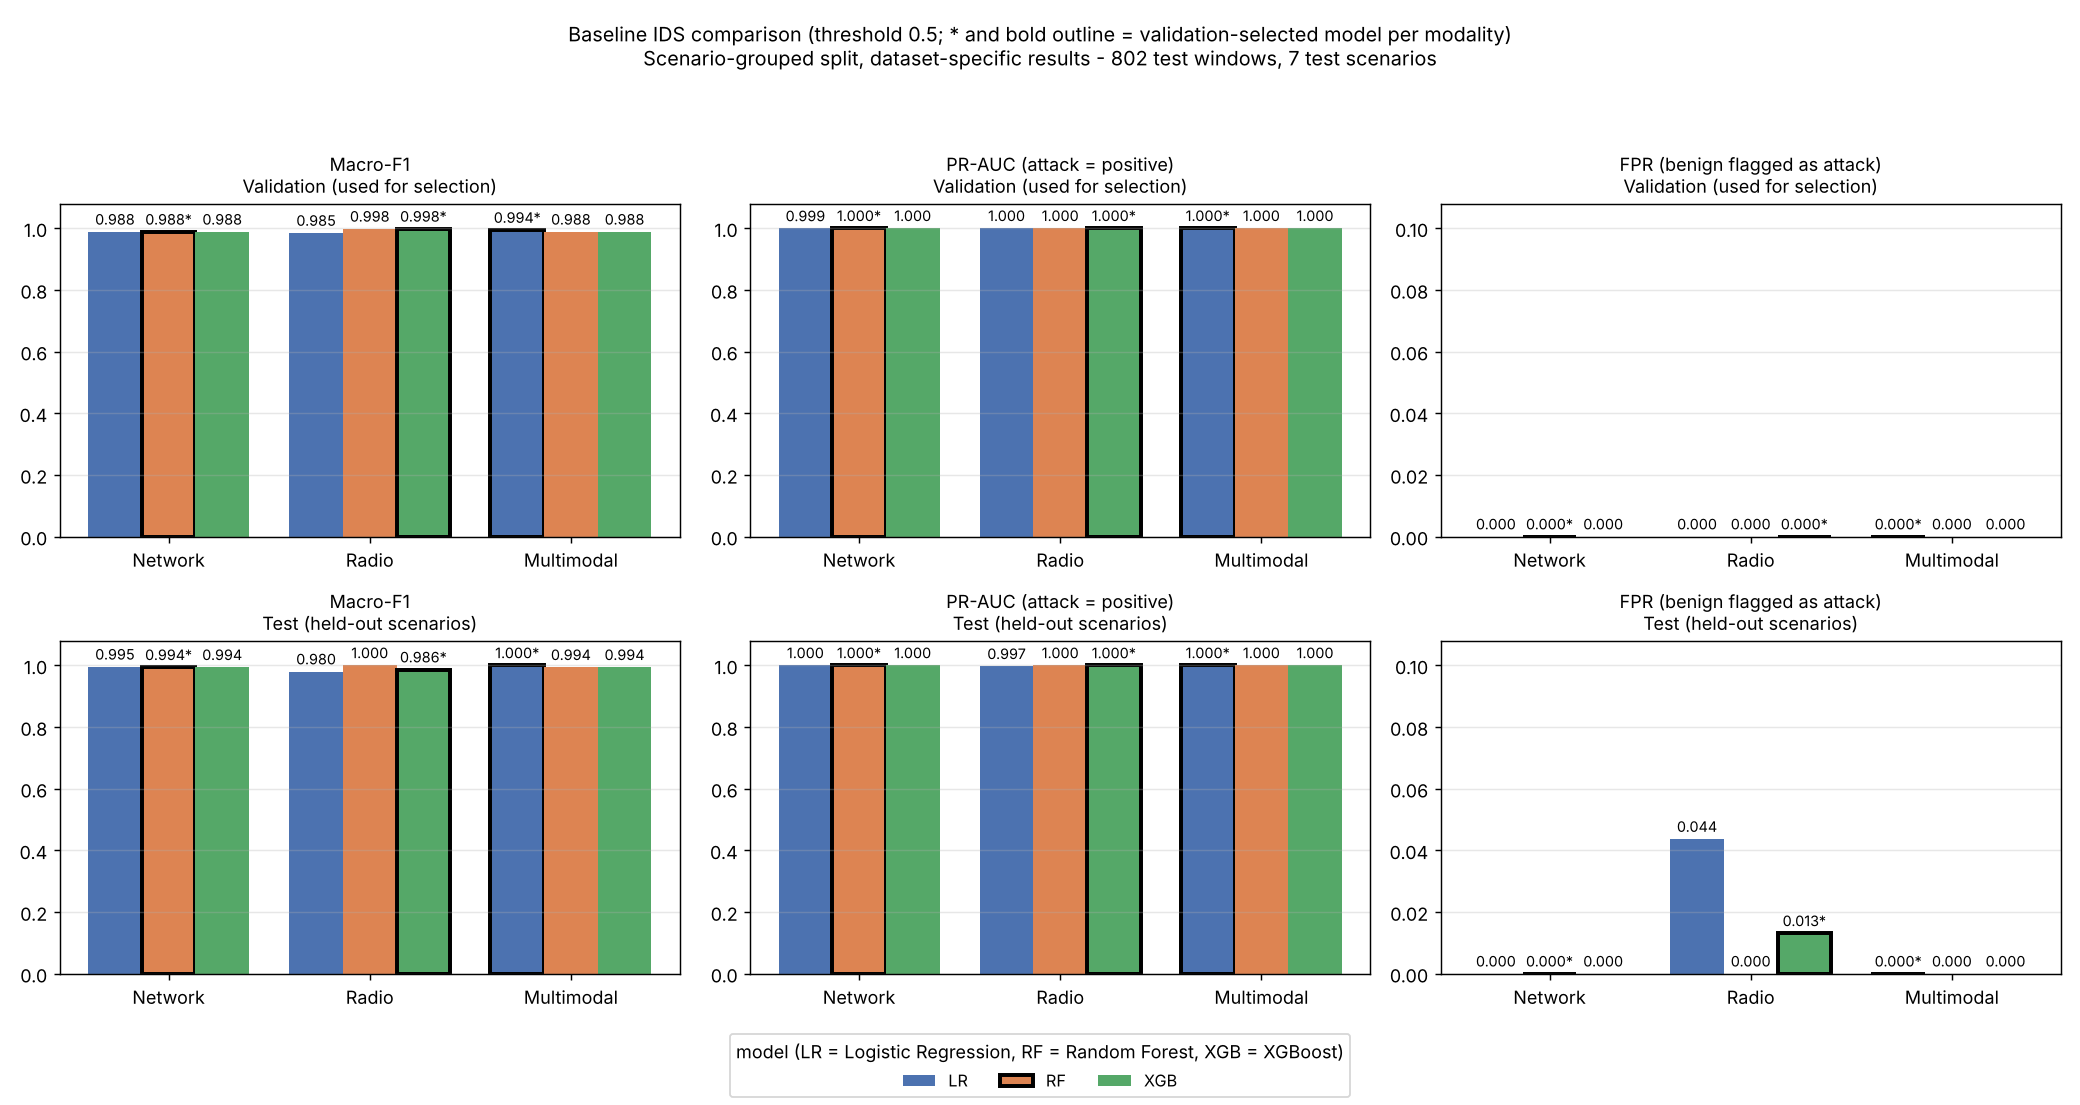 Baseline IDS comparison (threshold 0.5; * and bold outline = validation-selected model per modality)
Scenario-grouped split, dataset-specific results - 802 test windows, 7 test scenarios
Macro-F1
Validation (used for selection)
0.988 0.988* 0.988 0.985 0.998 0.998* 0.994* 0.988 0.988
1.0
0.8
0.6
0.4
0.2
0.0
Network Radio Multimodal
PR-AUC (attack = positive)
Validation (used for selection)
0.999 1.000* 1.000 1.000 1.000 1.000* 1.000* 1.000 1.000
1.0
0.8
0.6
0.4
0.2
0.0
Network Radio Multimodal
FPR (benign flagged as attack)
Validation (used for selection)
0.10
0.08
0.06
0.04
0.02
0.00
0.000 0.000* 0.000 0.000 0.000 0.000* 0.000* 0.000 0.000
Network Radio Multimodal
Macro-F1
Test (held-out scenarios)
0.995 0.994* 0.994 0.980 1.000 0.986* 1.000* 0.994 0.994
1.0
0.8
0.6
0.4
0.2
0.0
Network Radio Multimodal
PR-AUC (attack = positive)
Test (held-out scenarios)
1.000 1.000* 1.000 0.997 1.000 1.000* 1.000* 1.000 1.000
1.0
0.8
0.6
0.4
0.2
0.0
Network Radio Multimodal
FPR (benign flagged as attack)
Test (held-out scenarios)
0.10
0.08
0.06
0.04
0.02
0.00
0.000 0.000* 0.000 0.044 0.000 0.013* 0.000* 0.000 0.000
Network Radio Multimodal
model (LR = Logistic Regression, RF = Random Forest, XGB = XGBoost)
LR RF XGB